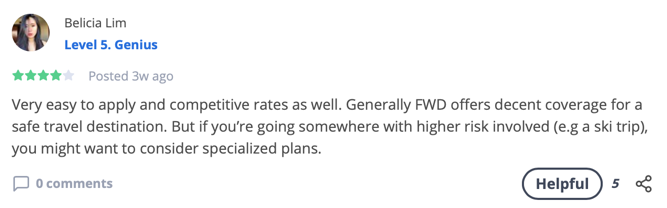 Belicia Lim
Level 5. Genius
Posted 3w ago
Very easy to apply and competitive rates as well. Generally FWD offers decent coverage for a
safe travel destination. But if you're going somewhere with higher risk involved (e.g a ski trip),
you might want to consider specialized plans.
0 comments
Helpful 5